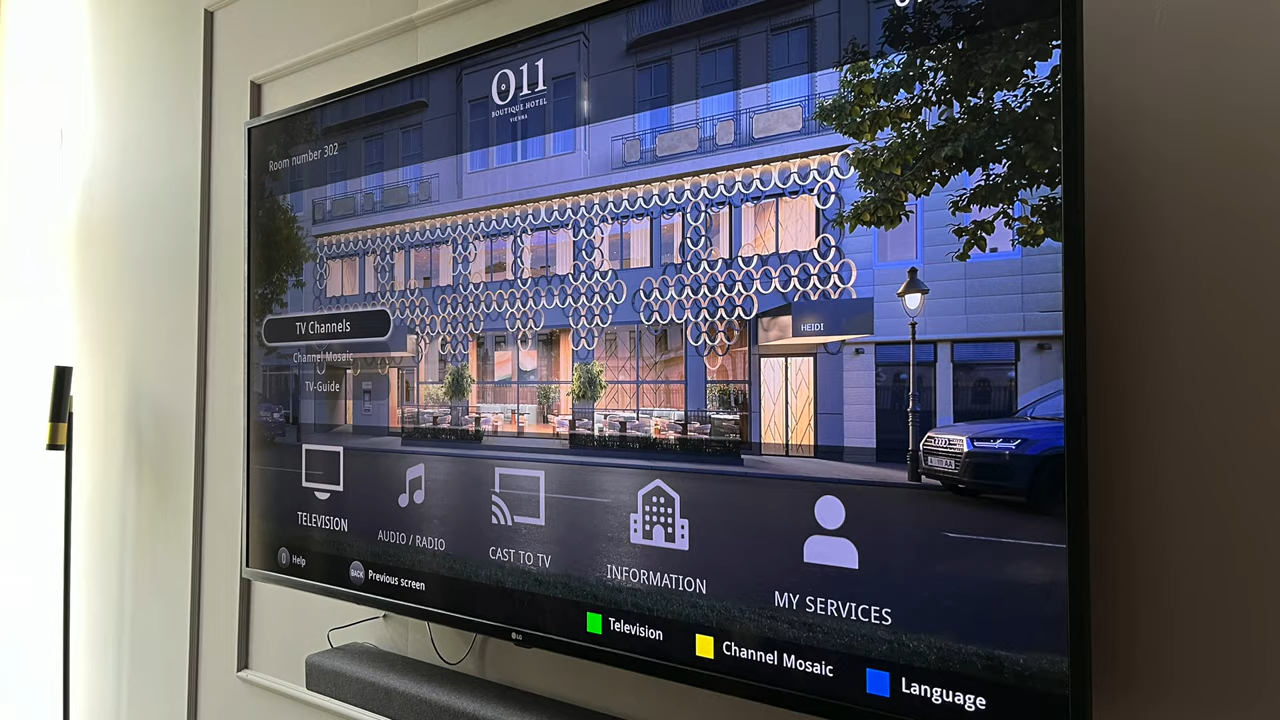 O11
BOUTIQUE HOTEL
VIENNA
Room number 302
HEIDI
TV Channels
Channel Mosaic
TV-Guide
TELEVISION
AUDIO / RADIO
CAST TO TV
INFORMATION
MY SERVICES
0 Help
BACK Previous screen
Television
Channel Mosaic
Language
LG